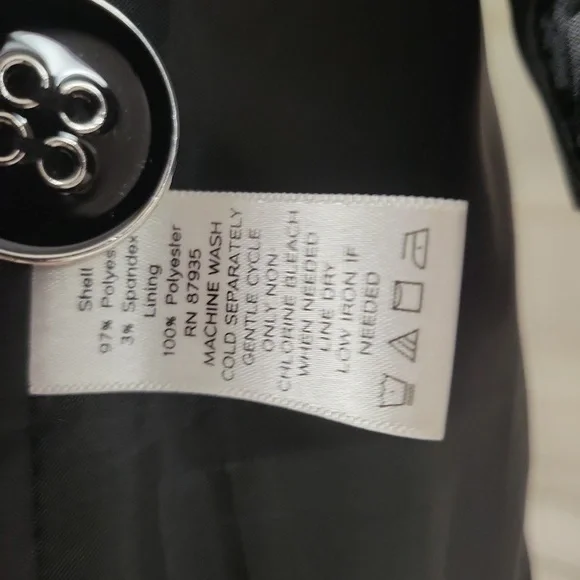 Shell
97% Polyes
3% Spandex
Lining
100% Polyester
RN 87935
MACHINE WASH
COLD SEPARATELY
GENTLE CYCLE
ONLY NON
CHLORINE BLEACH
WHEN NEEDED
LINE DRY
LOW IRON IF
NEEDED